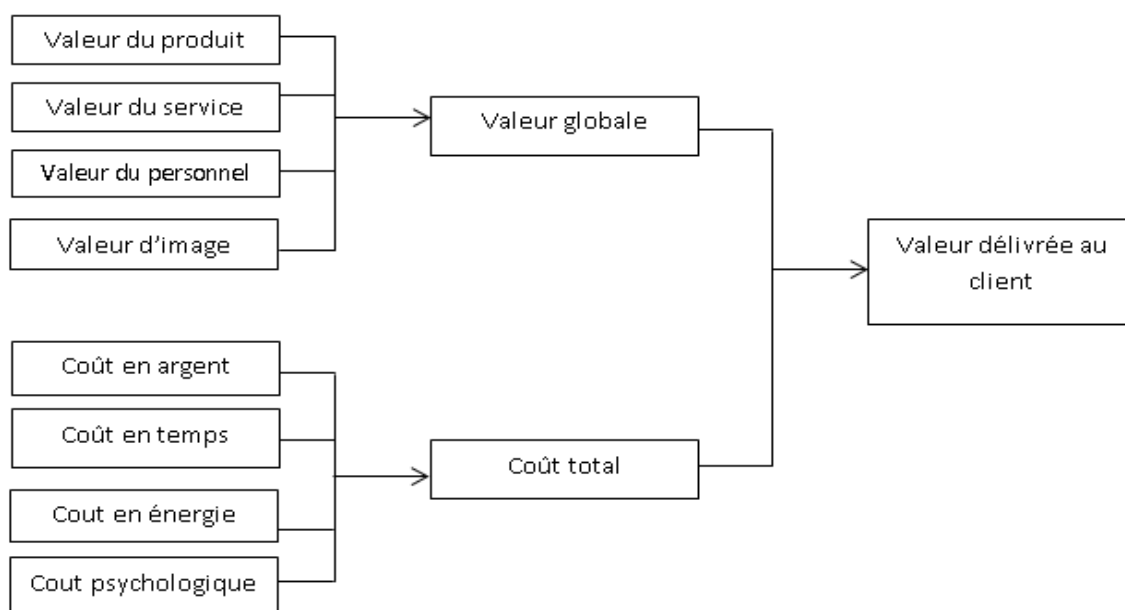 Valeur du produit
Valeur du service
Valeur du personnel
Valeur d'image
Valeur globale
Valeur délivrée au
client
Coût en argent
Coût en temps
Cout en énergie
Cout psychologique
Coût total